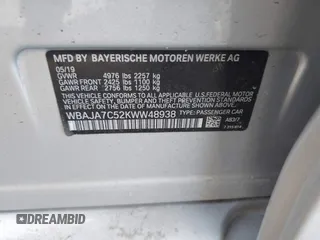 MFD BY BAYERISCHE MOTOREN WERKE AG
05/19
GVWR 4976 lbs 2257 kg
GAWR FRONT 2425 lbs 1100 kg
GAWR REAR 2756 lbs 1250 kg
THIS VEHICLE CONFORMS TO ALL APPLICABLE U.S. FEDERAL MOTOR
VEHICLE SAFETY, BUMPER, AND THEFT PREVENTION STANDARDS
IN EFFECT ON THE DATE OF MANUFACTURE SHOWN ABOVE.
WBAJA7C52KWW48938 TYPE: PASSENGER CAR
DREAMBID